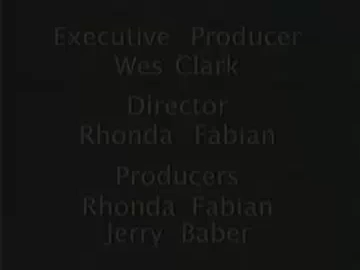 Executive Producer
Wes Clark
Director
Rhonda Fabian
Producers
Rhonda Fabian
Jerry Baber